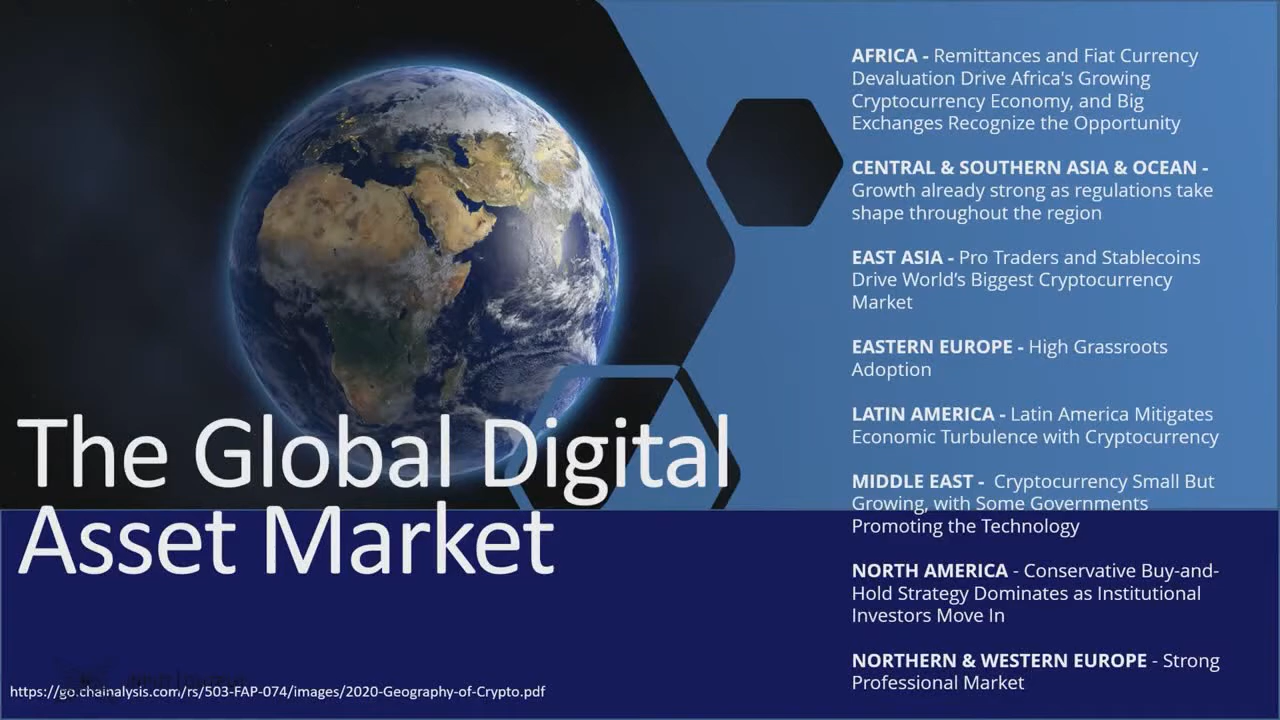 The Global Digital
Asset Market
https://go.chainalysis.com/rs/503-FAP-074/images/2020-Geography-of-Crypto.pdf
AFRICA - Remittances and Fiat Currency
Devaluation Drive Africa's Growing
Cryptocurrency Economy, and Big
Exchanges Recognize the Opportunity
CENTRAL & SOUTHERN ASIA & OCEAN -
Growth already strong as regulations take
shape throughout the region
EAST ASIA - Pro Traders and Stablecoins
Drive World's Biggest Cryptocurrency
Market
EASTERN EUROPE - High Grassroots
Adoption
LATIN AMERICA - Latin America Mitigates
Economic Turbulence with Cryptocurrency
MIDDLE EAST - Cryptocurrency Small But
Growing, with Some Governments
Promoting the Technology
NORTH AMERICA - Conservative Buy-and-
Hold Strategy Dominates as Institutional
Investors Move In
NORTHERN & WESTERN EUROPE - Strong
Professional Market